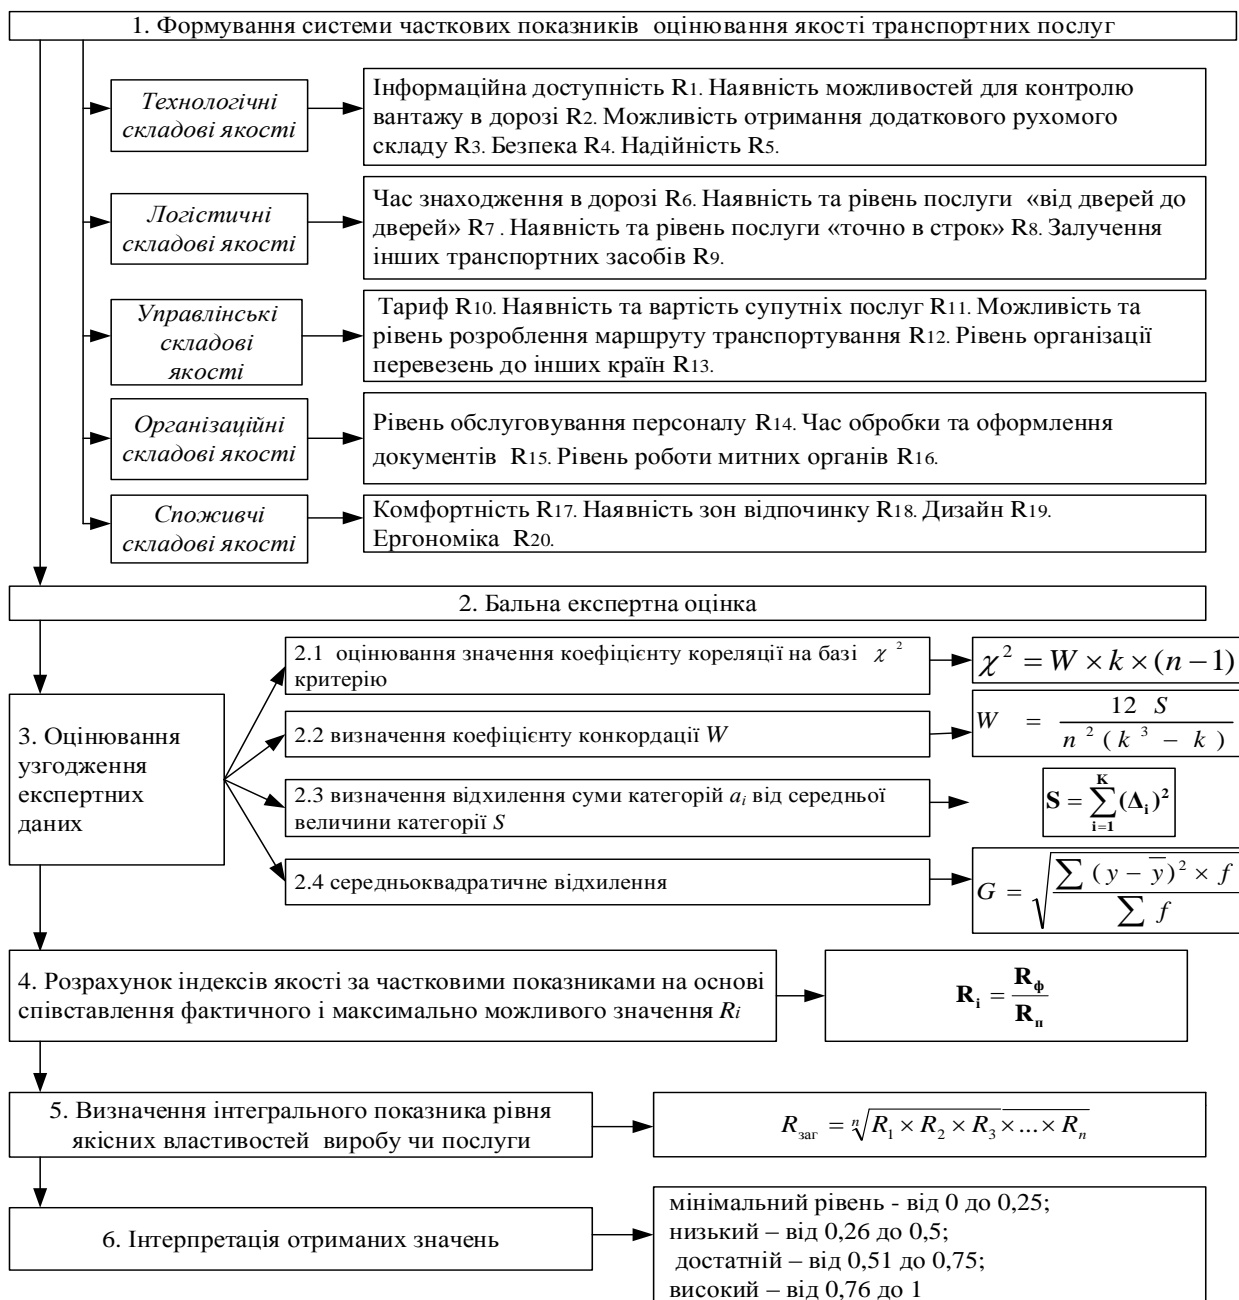 1. Формування системи часткових показників оцінювання якості транспортних послуг
Технологічні
складові якості
Інформаційна доступність R1. Наявність можливостей для контролю
вантажу в дорозі R2. Можливість отримання додаткового рухомого
складу R3. Безпека R4. Надійність R5.
Логістичні
складові якості
Час знаходження в дорозі R6. Наявність та рівень послуги «від дверей до
дверей» R7 . Наявність та рівень послуги «точно в строк» R8. Залучення
інших транспортних засобів R9.
Управлінські
складові
якості
Тариф R10. Наявність та вартість супутніх послуг R11. Можливість та
рівень розроблення маршруту транспортування R12. Рівень організації
перевезень до інших країн R13.
Організаційні
складові якості
Рівень обслуговування персоналу R14. Час обробки та оформлення
документів R15. Рівень роботи митних органів R16.
Споживчі
складові якості
Комфортність R17. Наявність зон відпочинку R18. Дизайн R19.
Ергономіка R20.
2. Бальна експертна оцінка
3. Оцінювання
узгодження
експертних
даних
2.1 оцінювання значення коефіцієнту кореляції на базі χ²
критерію
χ² = W × k × (n − 1)
2.2 визначення коефіцієнту конкордації W
W = 12 S / n² ( k³ − k )
2.3 визначення відхилення суми категорій aᵢ від середньої
величини категорії S
S = ∑ᵢ₌₁ᴷ (Δᵢ)²
2.4 середньоквадратичне відхилення
G = √(∑ (y − y̅)² × f / ∑ f)
4. Розрахунок індексів якості за частковими показниками на основі
співставлення фактичного і максимально можливого значення Ri
Rᵢ = Rф / Rп
5. Визначення інтегрального показника рівня
якісних властивостей виробу чи послуги
Rзаг = ⁿ√(R₁ × R₂ × R₃ × ... × Rₙ)
6. Інтерпретація отриманих значень
мінімальний рівень - від 0 до 0,25;
низький – від 0,26 до 0,5;
достатній – від 0,51 до 0,75;
високий – від 0,76 до 1